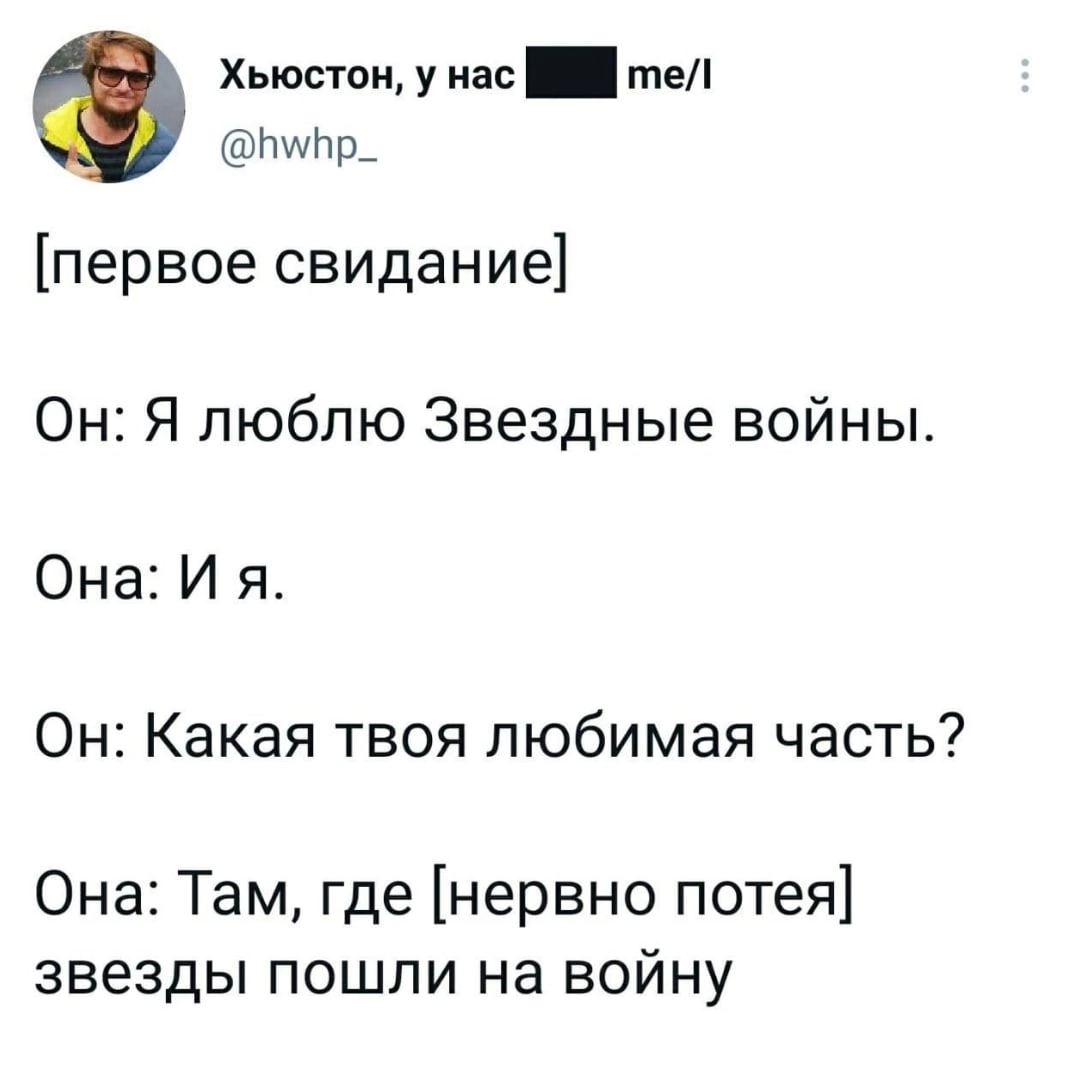 Хьюстон, у нас me/l
@hwhp_
[первое свидание]
Он: Я люблю Звездные войны.
Она: И я.
Он: Какая твоя любимая часть?
Она: Там, где [нервно потея]
звезды пошли на войну